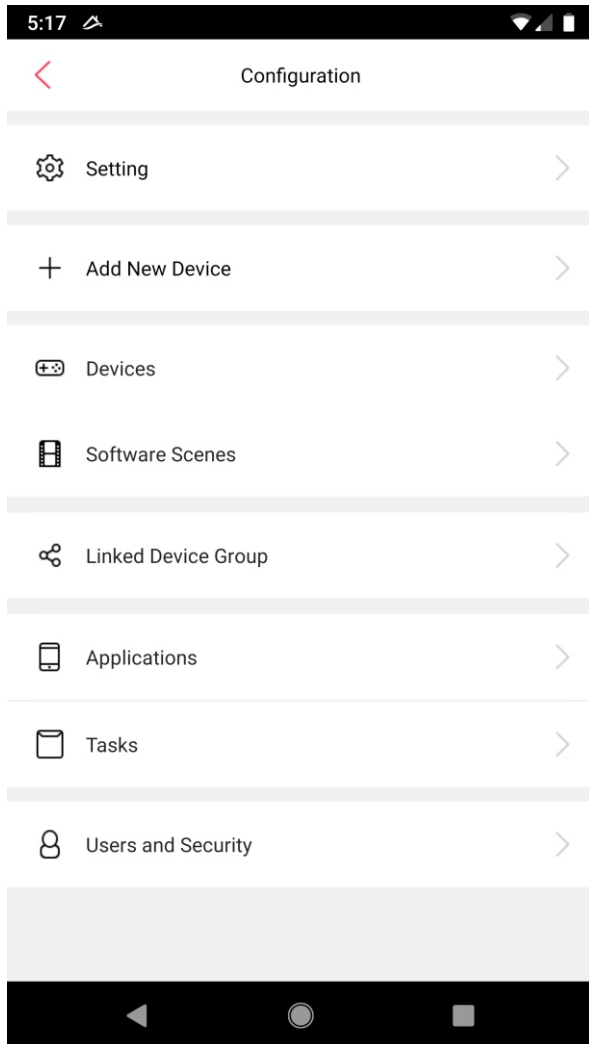 5:17
Configuration
Setting
Add New Device
Devices
Software Scenes
Linked Device Group
Applications
Tasks
Users and Security